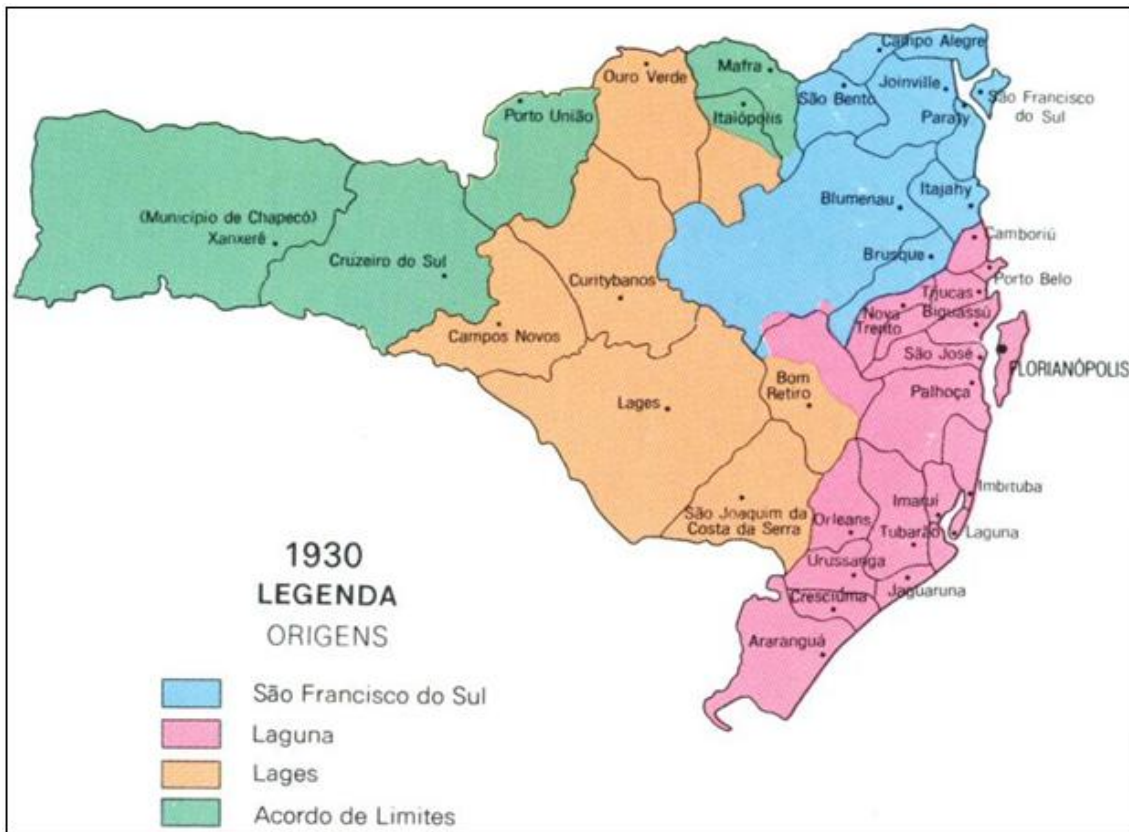 Campo Alegre
Ouro Verde
Mafra
Joinville
São Bento
São Francisco
do Sul
Porto União
Itaiópolis
Paraty
Itajahy
Blumenau
(Município de Chapecó)
Xanxerê
Camboriú
Brusque
Cruzeiro do Sul
Curitybanos
Porto Belo
Tijucas
Nova
Trento
Biguassú
Campos Novos
São José
FLORIANÓPOLIS
Bom
Retiro
Palhoça
Lages
Imbituba
Imaruí
São Joaquim da
Costa da Serra
Orleans
Tubarão
Laguna
Urussanga
Jaguaruna
Cresciúma
Araranguá
1930
LEGENDA
ORIGENS
São Francisco do Sul
Laguna
Lages
Acordo de Limites